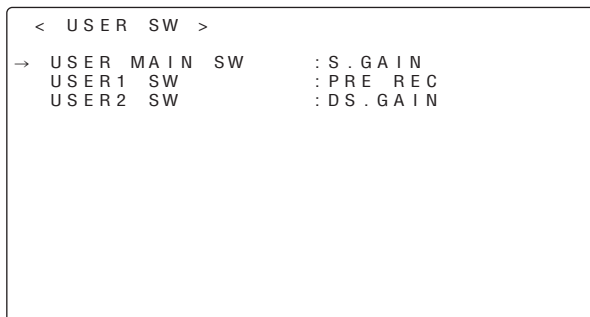 < USER SW >
→ USER MAIN SW :S.GAIN
USER1 SW :PRE REC
USER2 SW :DS.GAIN